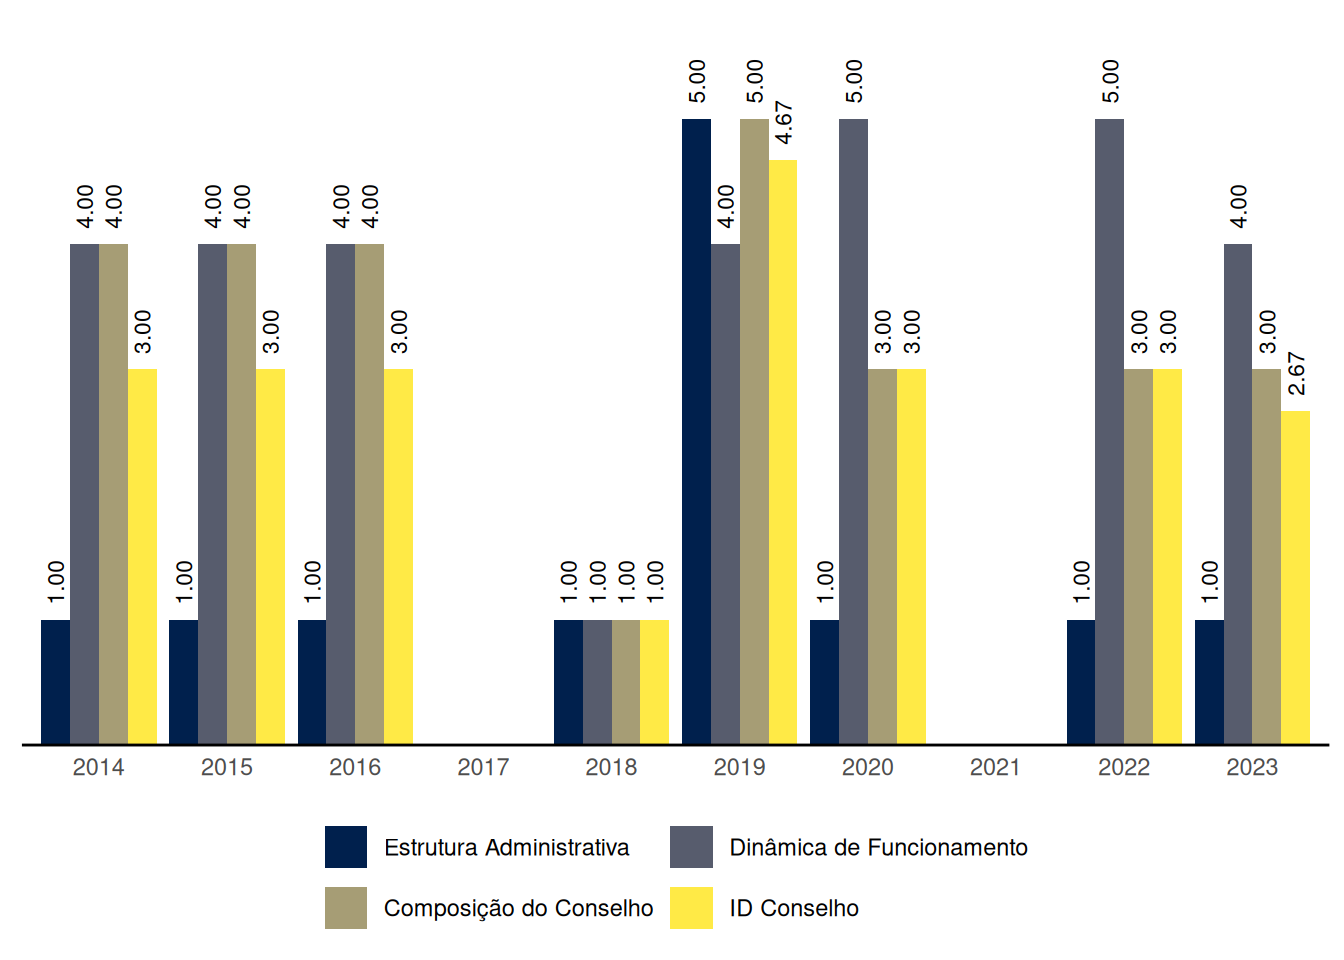 1.00 4.00 4.00 3.00
1.00 4.00 4.00 3.00
1.00 4.00 4.00 3.00
1.00 1.00 1.00 1.00
5.00 4.00 5.00 4.67
1.00 5.00 3.00 3.00
1.00 5.00 3.00 3.00
1.00 4.00 3.00 2.67
2014 2015 2016 2017 2018 2019 2020 2021 2022 2023
Estrutura Administrativa Dinâmica de Funcionamento
Composição do Conselho ID Conselho